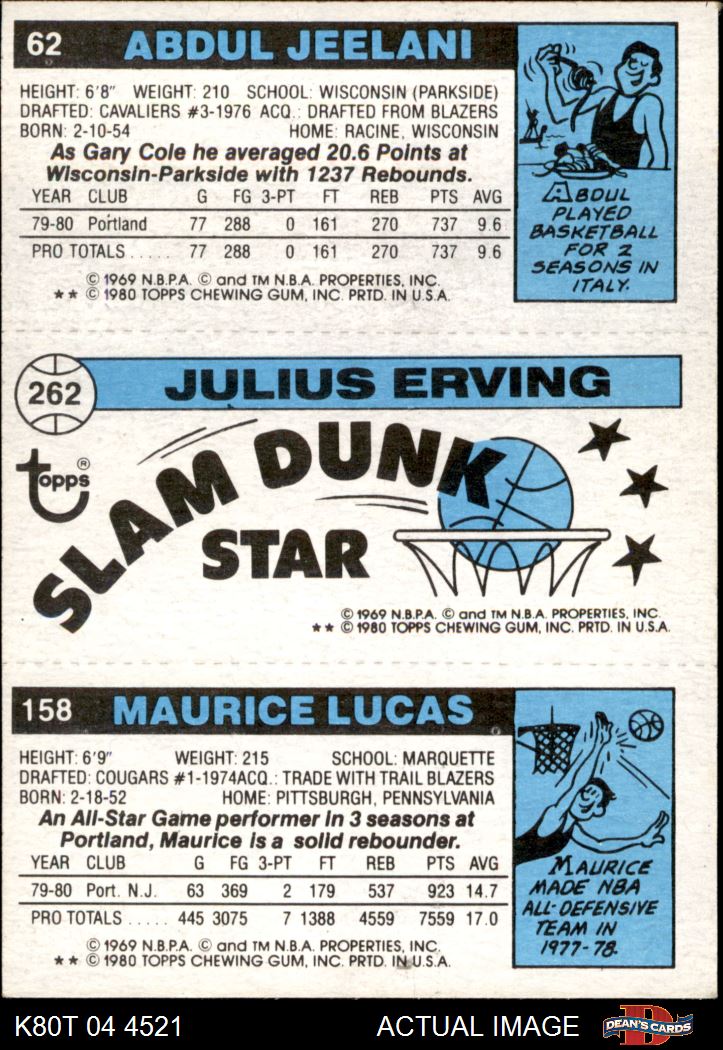 62 ABDUL JEELANI
HEIGHT: 6'8" WEIGHT: 210 SCHOOL: WISCONSIN (PARKSIDE)
DRAFTED: CAVALIERS #3-1976 ACQ.: DRAFTED FROM BLAZERS
BORN: 2-10-54 HOME: RACINE, WISCONSIN
As Gary Cole he averaged 20.6 Points at
Wisconsin-Parkside with 1237 Rebounds.
YEAR CLUB G FG 3-PT FT REB PTS AVG
79-80 Portland 77 288 0 161 270 737 9.6
PRO TOTALS ..... 77 288 0 161 270 737 9.6
© 1969 N.B.P.A. © and TM N.B.A. PROPERTIES, INC.
** © 1980 TOPPS CHEWING GUM, INC. PRTD. IN U.S.A.
ABDUL
PLAYED
BASKETBALL
FOR 2
SEASONS IN
ITALY.
262 JULIUS ERVING
Topps®
SLAM DUNK
STAR
© 1969 N.B.P.A. © and TM N.B.A. PROPERTIES, INC.
** © 1980 TOPPS CHEWING GUM, INC. PRTD. IN U.S.A.
158 MAURICE LUCAS
HEIGHT: 6'9" WEIGHT: 215 SCHOOL: MARQUETTE
DRAFTED: COUGARS #1-1974ACQ.: TRADE WITH TRAIL BLAZERS
BORN: 2-18-52 HOME: PITTSBURGH, PENNSYLVANIA
An All-Star Game performer in 3 seasons at
Portland, Maurice is a solid rebounder.
YEAR CLUB G FG 3-PT FT REB PTS AVG
79-80 Port. N.J. 63 369 2 179 537 923 14.7
PRO TOTALS ..... 445 3075 7 1388 4559 7559 17.0
© 1969 N.B.P.A. © and TM N.B.A. PROPERTIES, INC.
** © 1980 TOPPS CHEWING GUM, INC. PRTD. IN U.S.A.
MAURICE
MADE NBA
ALL-DEFENSIVE
TEAM IN
1977-78.
K80T 04 4521 ACTUAL IMAGE
D
DEAN'S CARDS